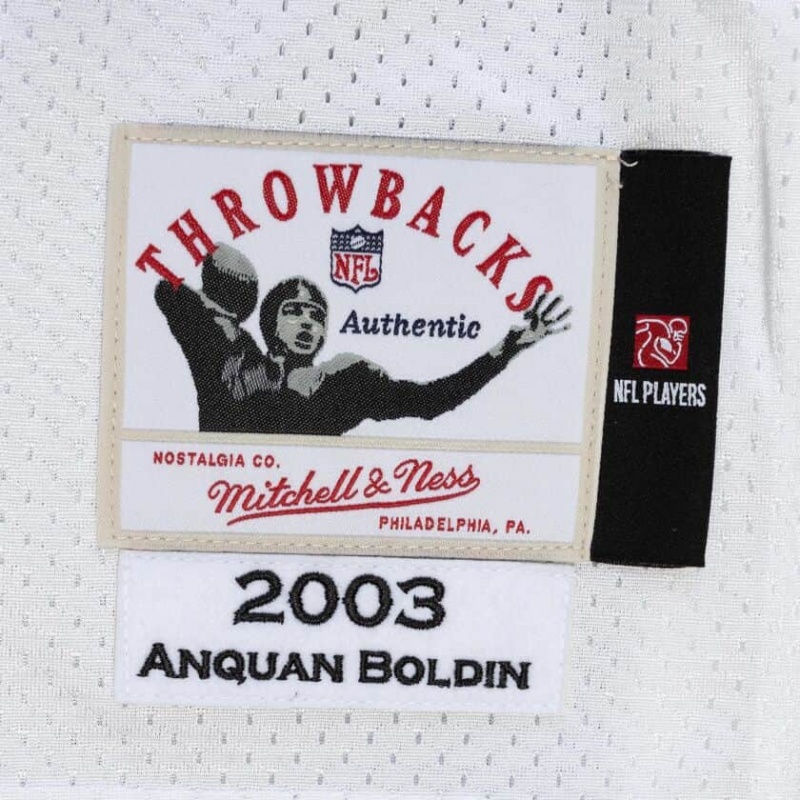 THROWBACKS
NFL
Authentic
NFL PLAYERS
NOSTALGIA CO.
Mitchell & Ness
PHILADELPHIA, PA.
2003
ANQUAN BOLDIN